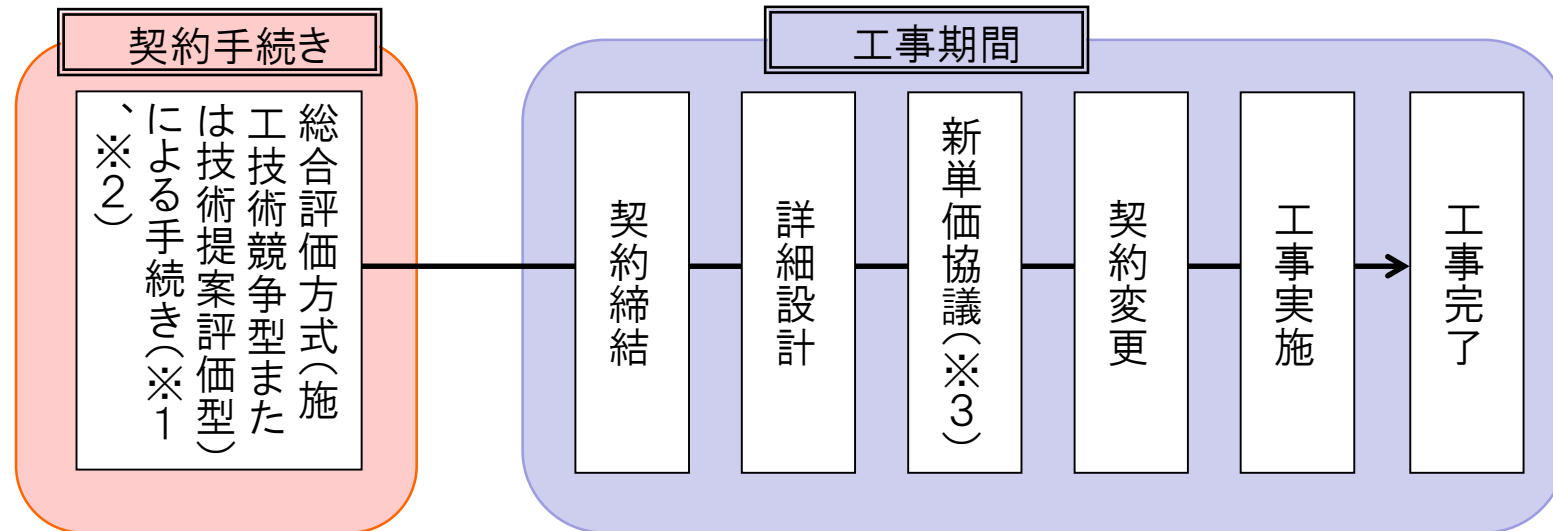 契約手続き
総合評価方式(施
工技術競争型また
は技術提案評価型)
による手続き(※1
、※2)
工事期間
契約締結
詳細設計
新単価協議(※3)
契約変更
工事実施
工事完了